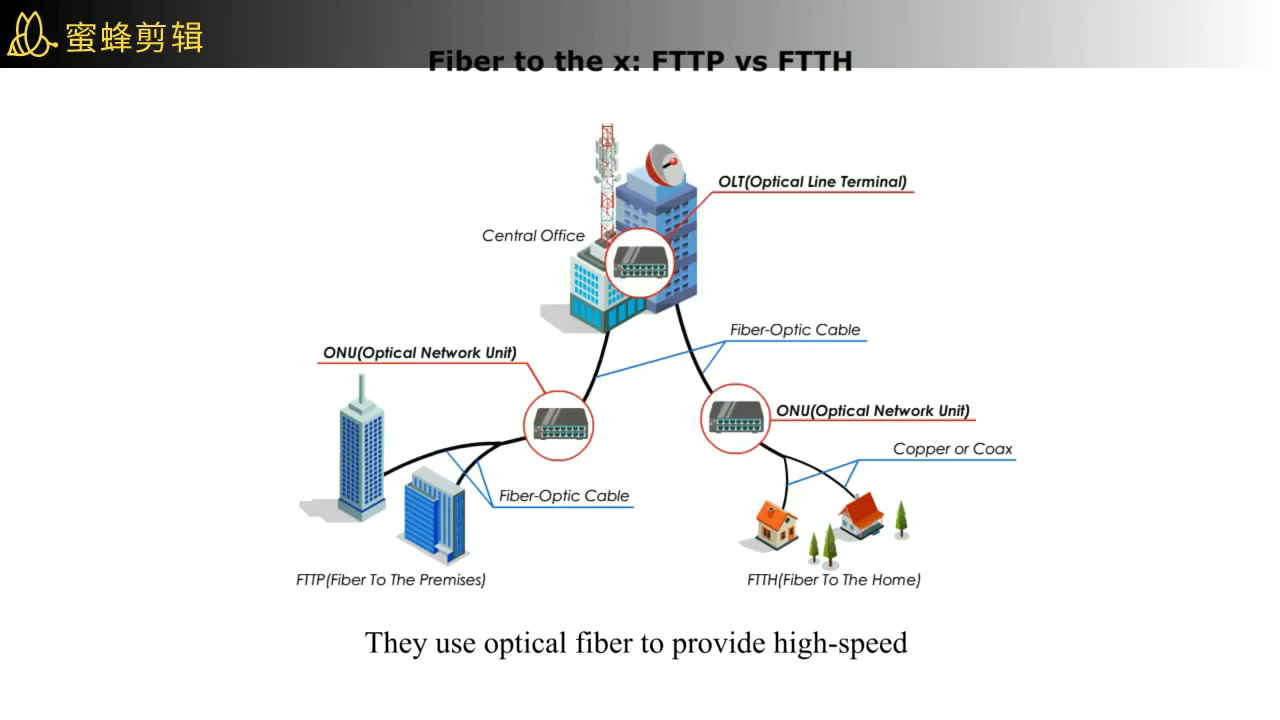 蜜蜂剪辑
Fiber to the x: FTTP vs FTTH
OLT(Optical Line Terminal)
Central Office
Fiber-Optic Cable
ONU(Optical Network Unit)
ONU(Optical Network Unit)
Copper or Coax
Fiber-Optic Cable
FTTP(Fiber To The Premises)
FTTH(Fiber To The Home)
They use optical fiber to provide high-speed